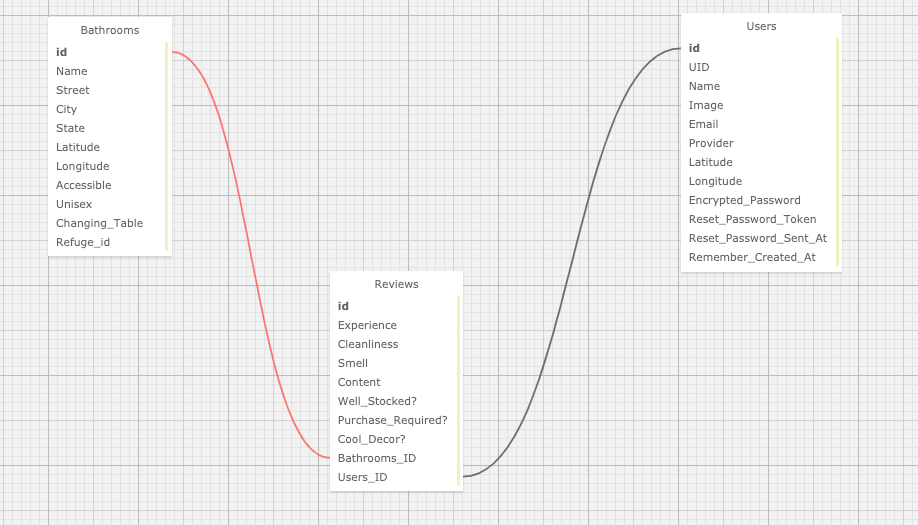 Bathrooms
id
Name
Street
City
State
Latitude
Longitude
Accessible
Unisex
Changing_Table
Refuge_id
Users
id
UID
Name
Image
Email
Provider
Latitude
Longitude
Encrypted_Password
Reset_Password_Token
Reset_Password_Sent_At
Remember_Created_At
Reviews
id
Experience
Cleanliness
Smell
Content
Well_Stocked?
Purchase_Required?
Cool_Decor?
Bathrooms_ID
Users_ID